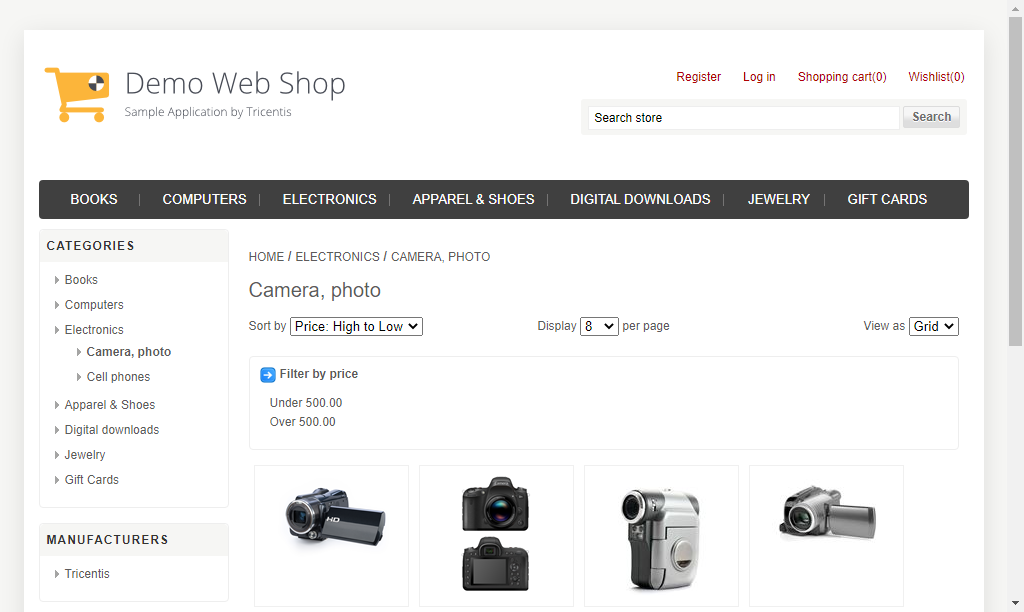 Demo Web Shop
Sample Application by Tricentis
Register Log in Shopping cart(0) Wishlist(0)
Search store Search
BOOKS COMPUTERS ELECTRONICS APPAREL & SHOES DIGITAL DOWNLOADS JEWELRY GIFT CARDS
CATEGORIES
Books
Computers
Electronics
Camera, photo
Cell phones
Apparel & Shoes
Digital downloads
Jewelry
Gift Cards
MANUFACTURERS
Tricentis
HOME / ELECTRONICS / CAMERA, PHOTO
Camera, photo
Sort by Price: High to Low Display 8 per page View as Grid
Filter by price
Under 500.00
Over 500.00
HD